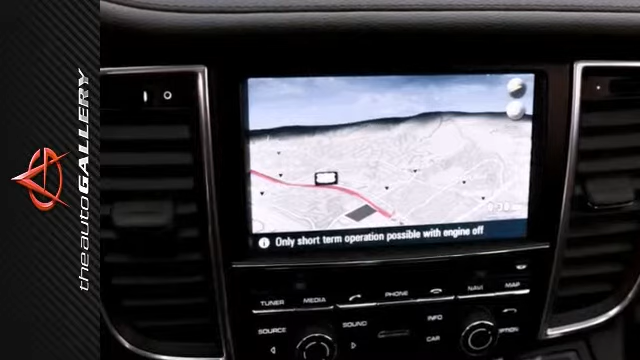 theautoGALLERY
Only short term operation possible with engine off
TUNER MEDIA PHONE NAVI MAP
SOURCE SOUND INFO OPTION
CAR